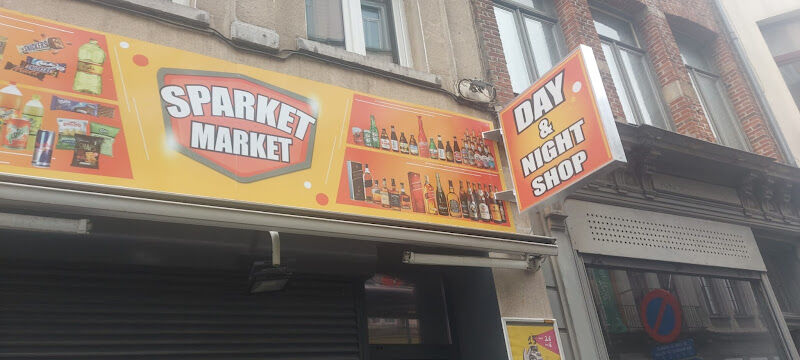 SPARKET
MARKET
DAY
&
NIGHT
SHOP